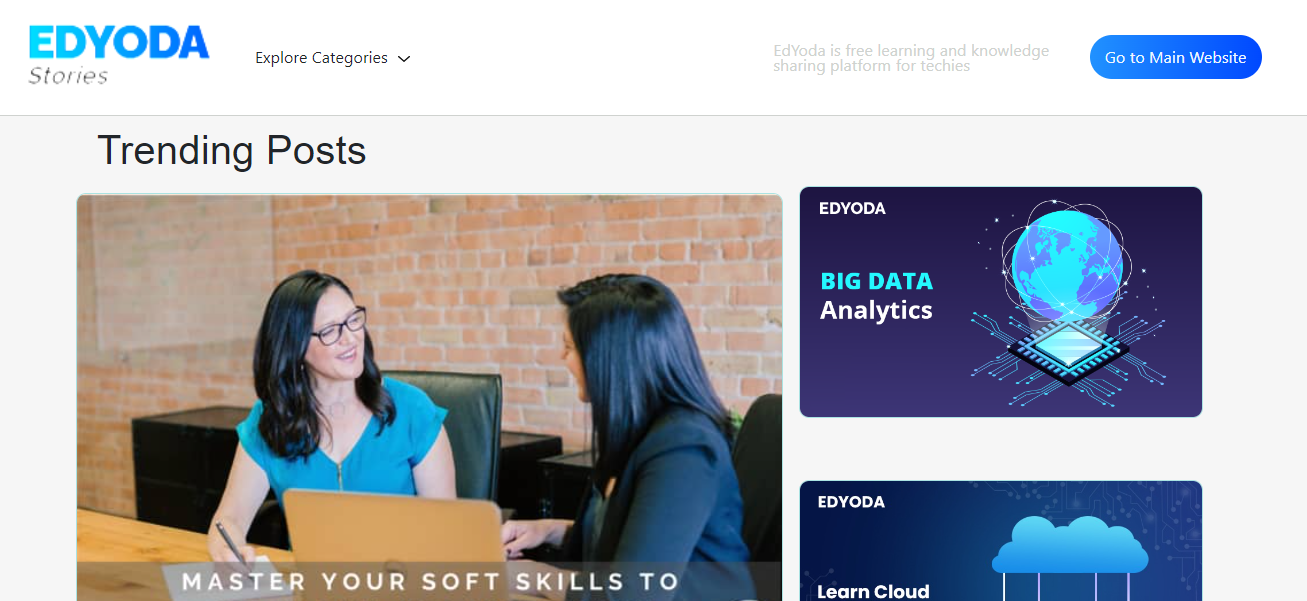 EDYODA
Stories
Explore Categories
EdYoda is free learning and knowledge
sharing platform for techies
Go to Main Website
Trending Posts
MASTER YOUR SOFT SKILLS TO
EDYODA
BIG DATA
Analytics
EDYODA
Learn Cloud